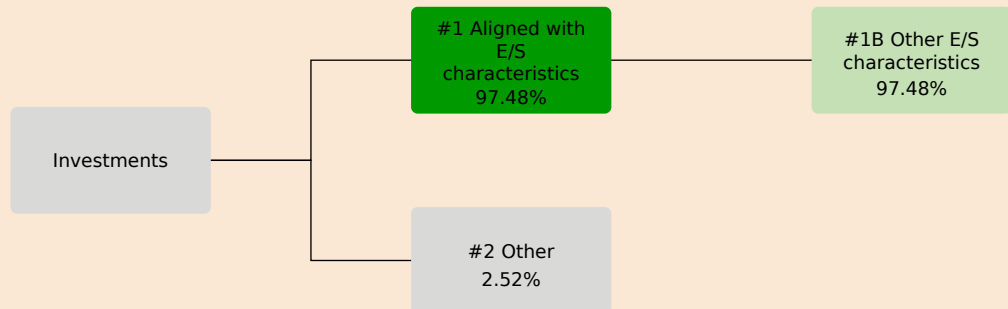 #1 Aligned with
E/S
characteristics
97.48%
#1B Other E/S
characteristics
97.48%
Investments
#2 Other
2.52%